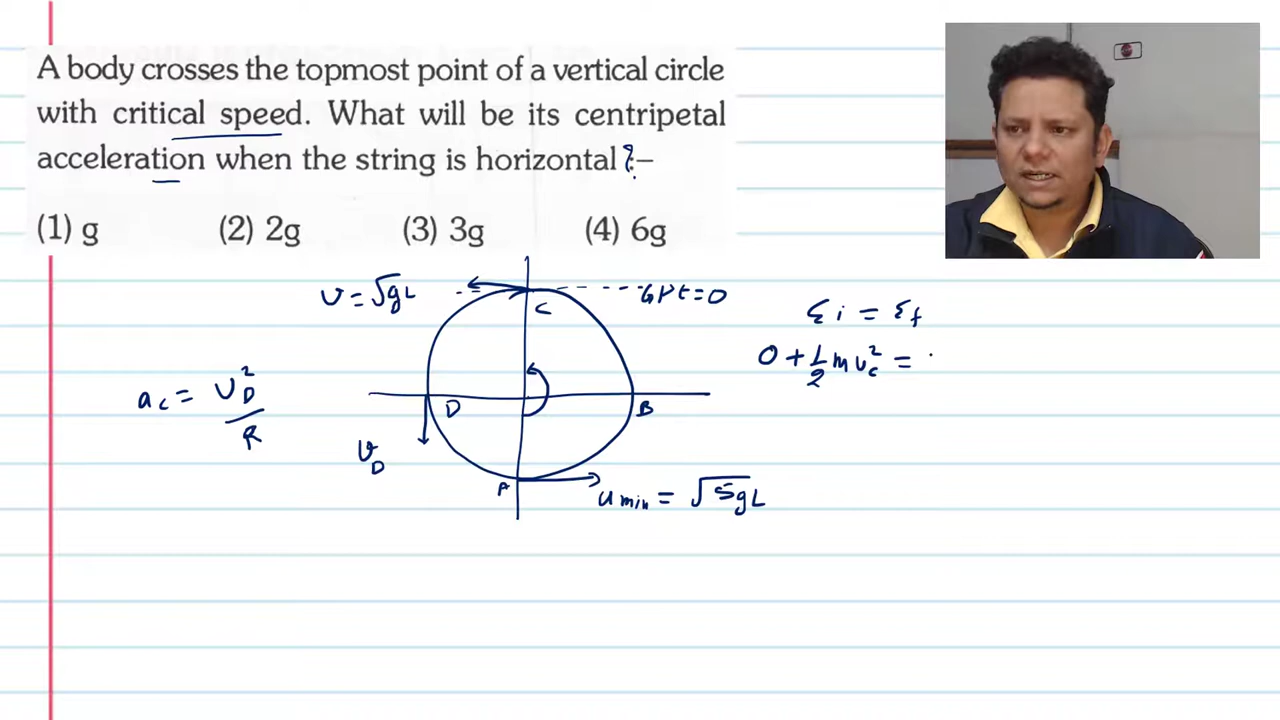 A body crosses the topmost point of a vertical circle
with critical speed. What will be its centripetal
acceleration when the string is horizontal ?:–
(1) g (2) 2g (3) 3g (4) 6g
v = √gL
C
GPE = 0
Ei = Ef
0 + 1/2 m vc² =
ac = vD²/R
D
B
vD
A
u min = √5gL